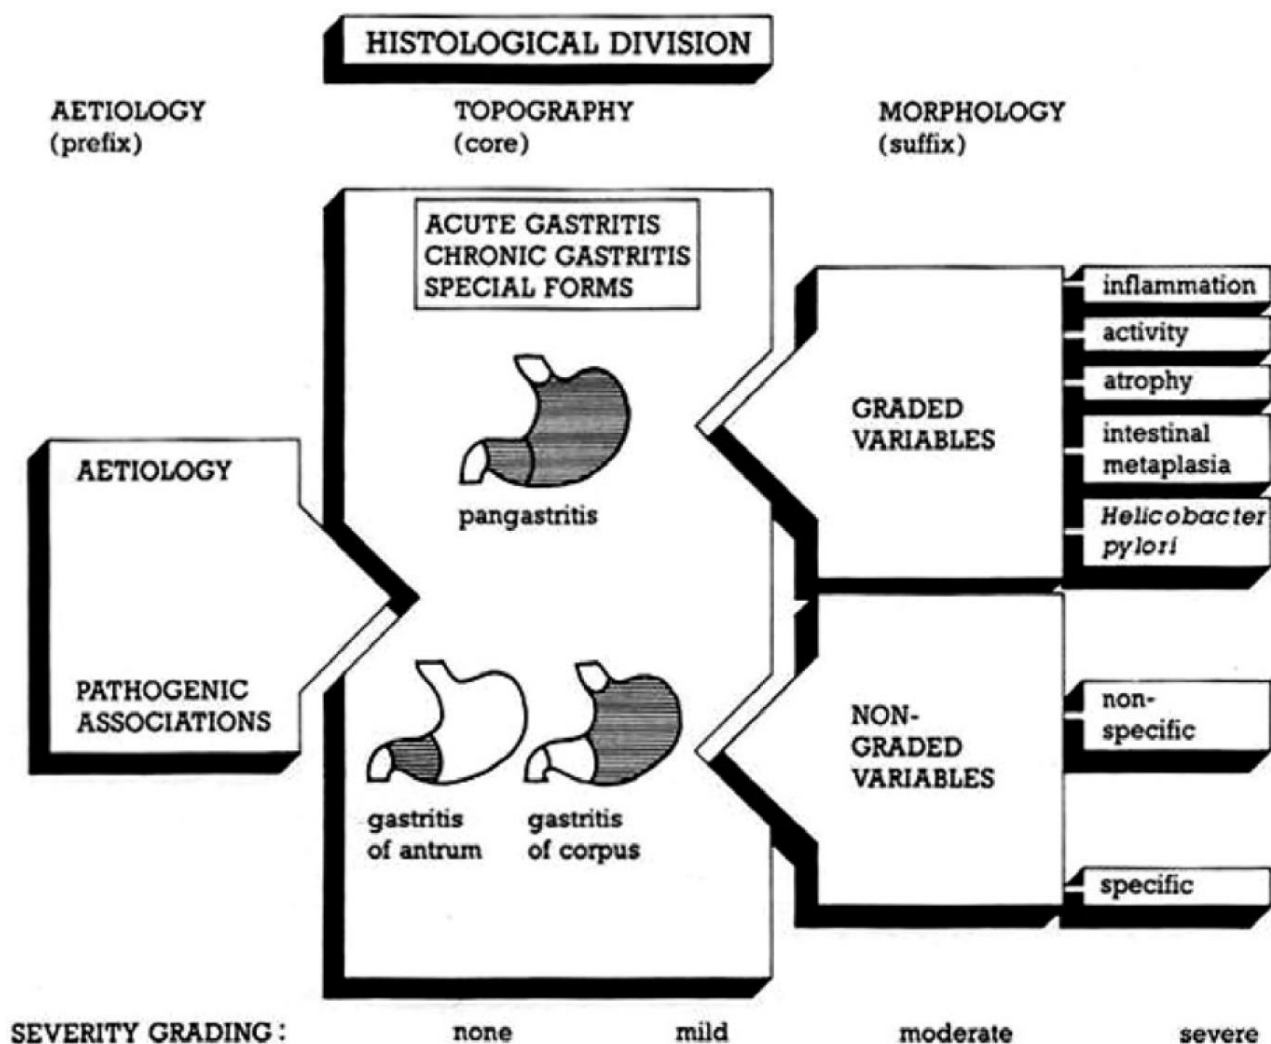 HISTOLOGICAL DIVISION
AETIOLOGY
(prefix)
TOPOGRAPHY
(core)
MORPHOLOGY
(suffix)
ACUTE GASTRITIS
CHRONIC GASTRITIS
SPECIAL FORMS
pangastritis
AETIOLOGY
PATHOGENIC
ASSOCIATIONS
gastritis
of antrum
gastritis
of corpus
GRADED
VARIABLES
inflammation
activity
atrophy
intestinal
metaplasia
Helicobacter
pylori
NON-
GRADED
VARIABLES
non-
specific
specific
SEVERITY GRADING: none mild moderate severe